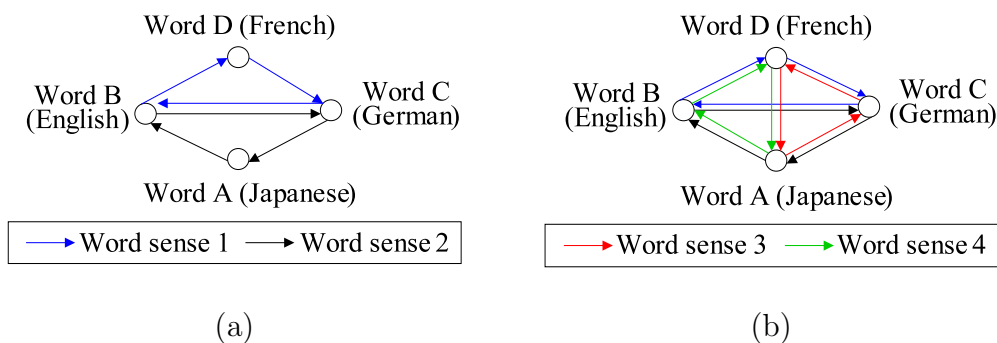 Word D (French)
Word B
(English)
Word C
(German)
Word A (Japanese)
Word sense 1
Word sense 2
(a)
Word D (French)
Word B
(English)
Word C
(German)
Word A (Japanese)
Word sense 3
Word sense 4
(b)